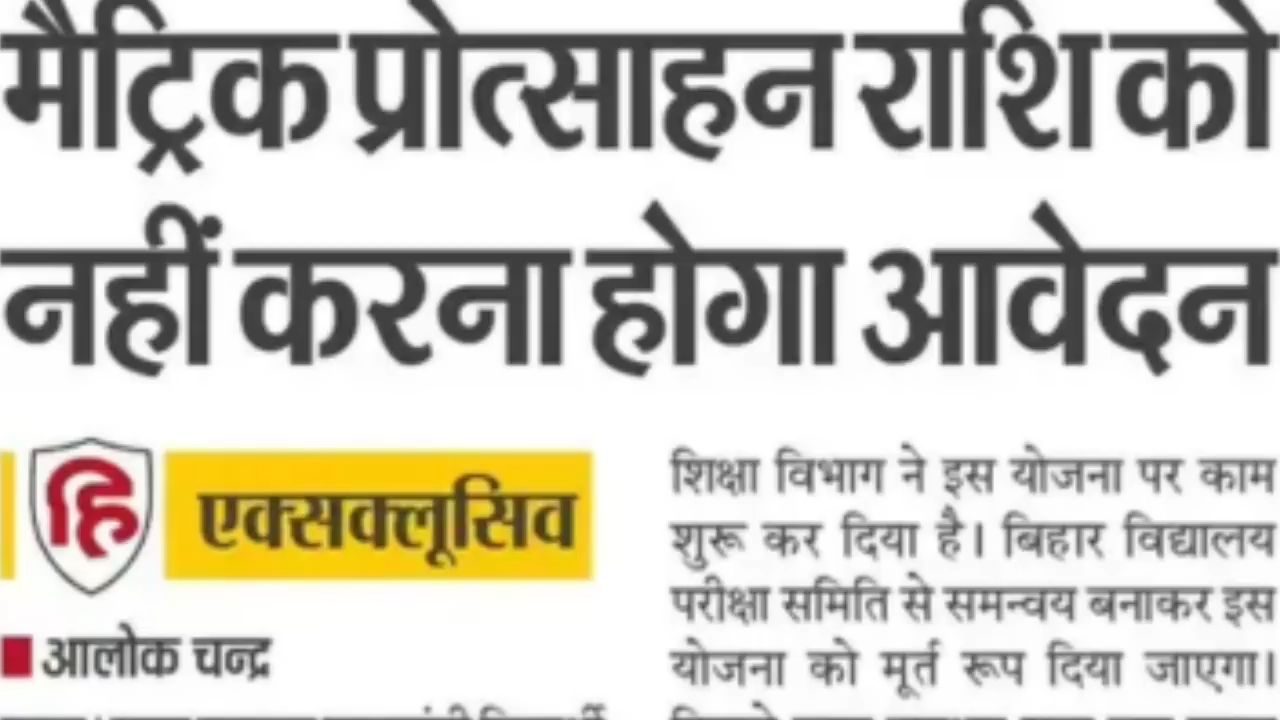 मैट्रिक प्रोत्साहन राशि को
नहीं करना होगा आवेदन
हि एक्सक्लूसिव
■ आलोक चन्द्र
शिक्षा विभाग ने इस योजना पर काम
शुरू कर दिया है। बिहार विद्यालय
परीक्षा समिति से समन्वय बनाकर इस
योजना को मूर्त रूप दिया जाएगा।